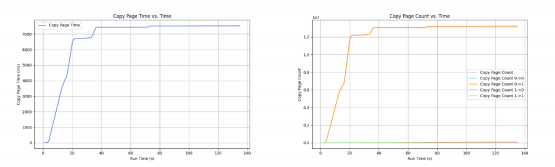 Copy Page Time vs. Time
Copy Page Time
Copy Page Time (ms)
7000
6000
5000
4000
3000
2000
1000
0
0
20
40
60
80
100
120
140
Run Time (s)
Copy Page Count vs. Time
1e7
Copy Page Count
1.2
1.0
0.8
0.6
0.4
0.2
0.0
Copy Page Count
Copy Page Count 0->0
Copy Page Count 0->1
Copy Page Count 1->0
Copy Page Count 1->1
0
20
40
60
80
100
120
140
Run Time (s)